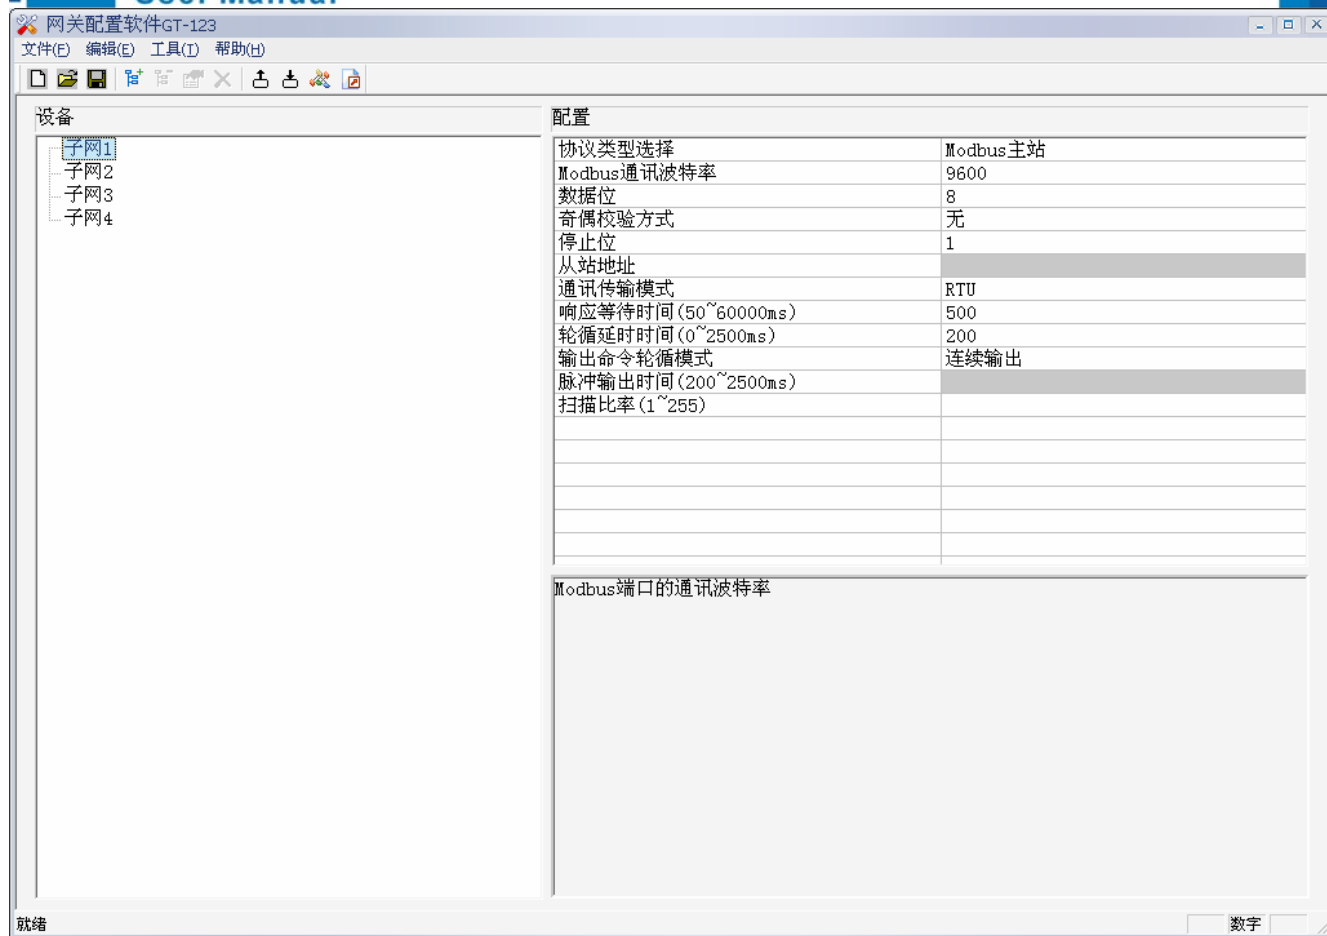 User Manual
网关配置软件GT-123
文件(F) 编辑(E) 工具(T) 帮助(H)
设备
子网1
子网2
子网3
子网4
配置
协议类型选择 Modbus主站
Modbus通讯波特率 9600
数据位 8
奇偶校验方式 无
停止位 1
从站地址
通讯传输模式 RTU
响应等待时间(50~60000ms) 500
轮循延时时间(0~2500ms) 200
输出命令轮循模式 连续输出
脉冲输出时间(200~2500ms)
扫描比率(1~255)
Modbus端口的通讯波特率
就绪 数字